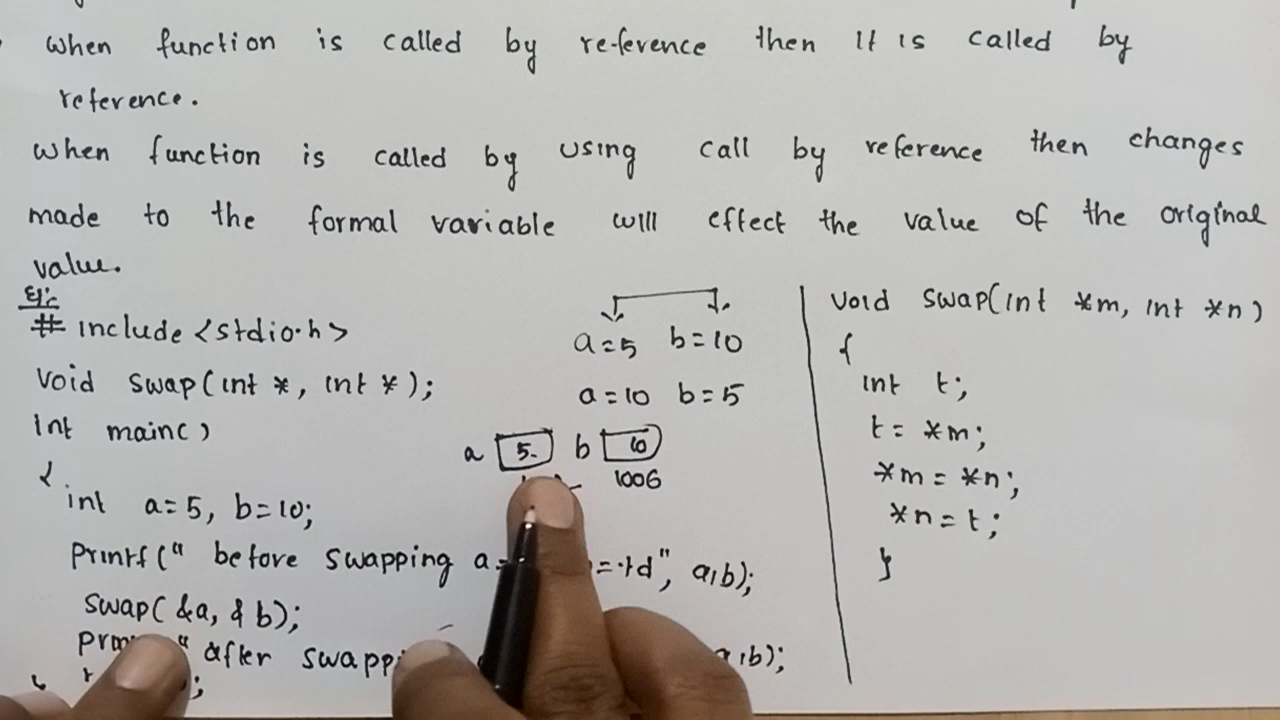 when function is called by reference then it is called by
reference.
when function is called by using call by reference then changes
made to the formal variable will effect the value of the original
value.
Ex:
# include <stdio.h>
void swap(int *, int *);
int main()
{
int a=5, b=10;
printf(" before swapping a= =%d", a,b);
swap( &a, & b);
" after swapp a,b);
;
a=5 b=10
a=10 b=5
a 5 b 10
1006
void swap(int *m, int *n)
{
int t;
t= *m;
*m = *n;
*n = t;
}